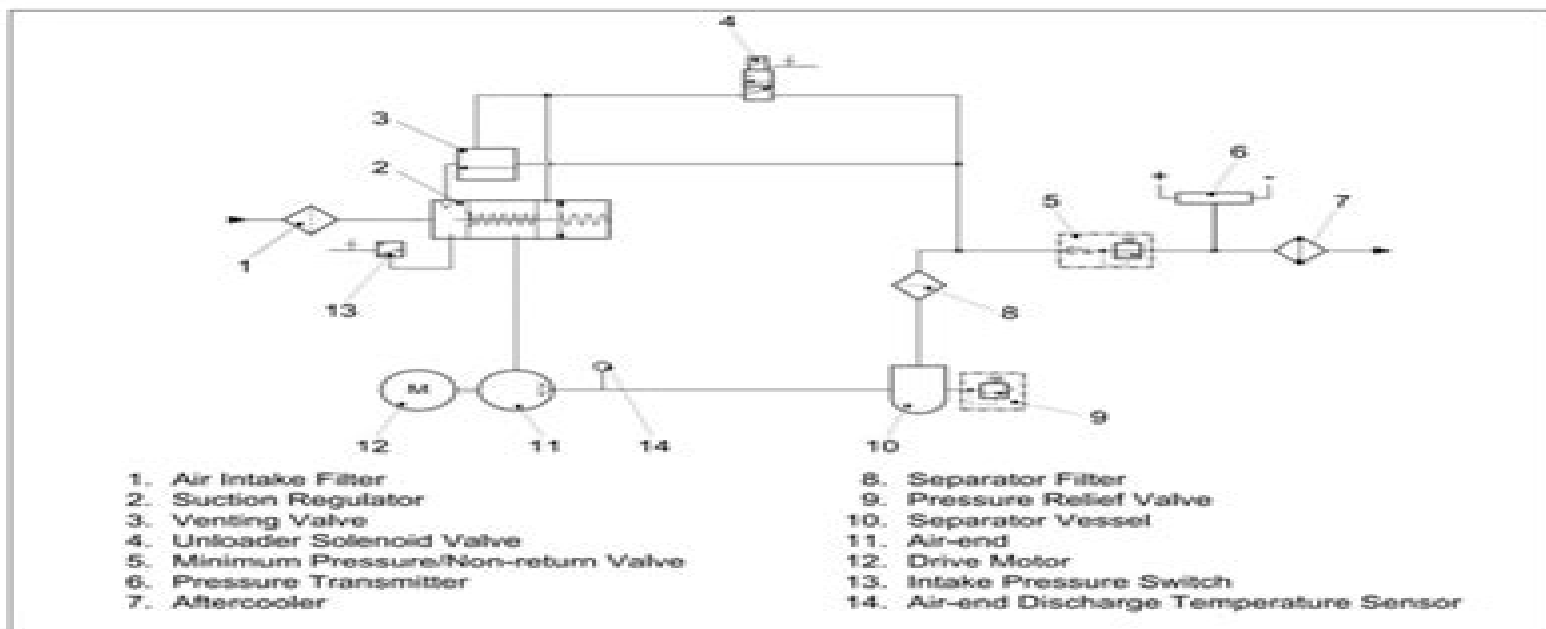 4
3
2
6
5
7
+
-
1
13
8
M
12
11
14
10
9
1. Air Intake Filter
2. Suction Regulator
3. Venting Valve
4. Unloader Solenoid Valve
5. Minimum Pressure/Non-return Valve
6. Pressure Transmitter
7. Aftercooler
8. Separator Filter
9. Pressure Relief Valve
10. Separator Vessel
11. Air-end
12. Drive Motor
13. Intake Pressure Switch
14. Air-end Discharge Temperature Sensor